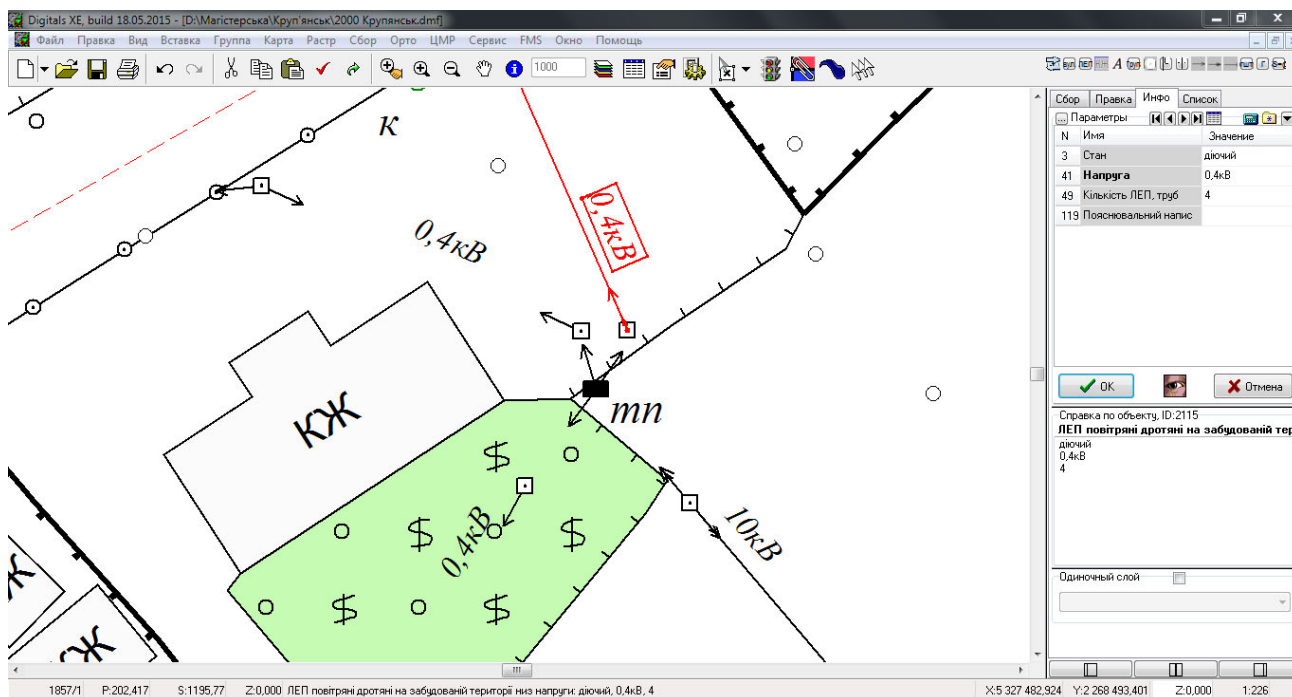 Digitals XE, build 18.05.2015 - [D:\Магістерська\Круп'янськ\2000 Крупянськ.dmf]
Файл Правка Вид Вставка Группа Карта Растр Сбор Орто ЦМР Сервис FMS Окно Помощь
1000
Сбор Правка Инфо Список
Параметры
N Имя Значение
3 Стан діючий
41 Напруга 0,4кВ
49 Кількість ЛЕП, труб 4
119 Пояснювальний напис
OK Отмена
Справка по объекту, ID:2115
ЛЕП повітряні дротяні на забудованій тер
діючий
0,4кВ
4
Одиночный слой
к
0,4кВ
0,4кВ
КЖ
тп
0,4кВ
10кВ
КЖ
КЖ
1857/1 P:202,417 S:1195,77 Z:0,000 ЛЕП повітряні дротяні на забудованій території низ напруги: діючий, 0,4кВ, 4 X:5 327 482,924 Y:2 268 493,401 Z:0,000 1:226